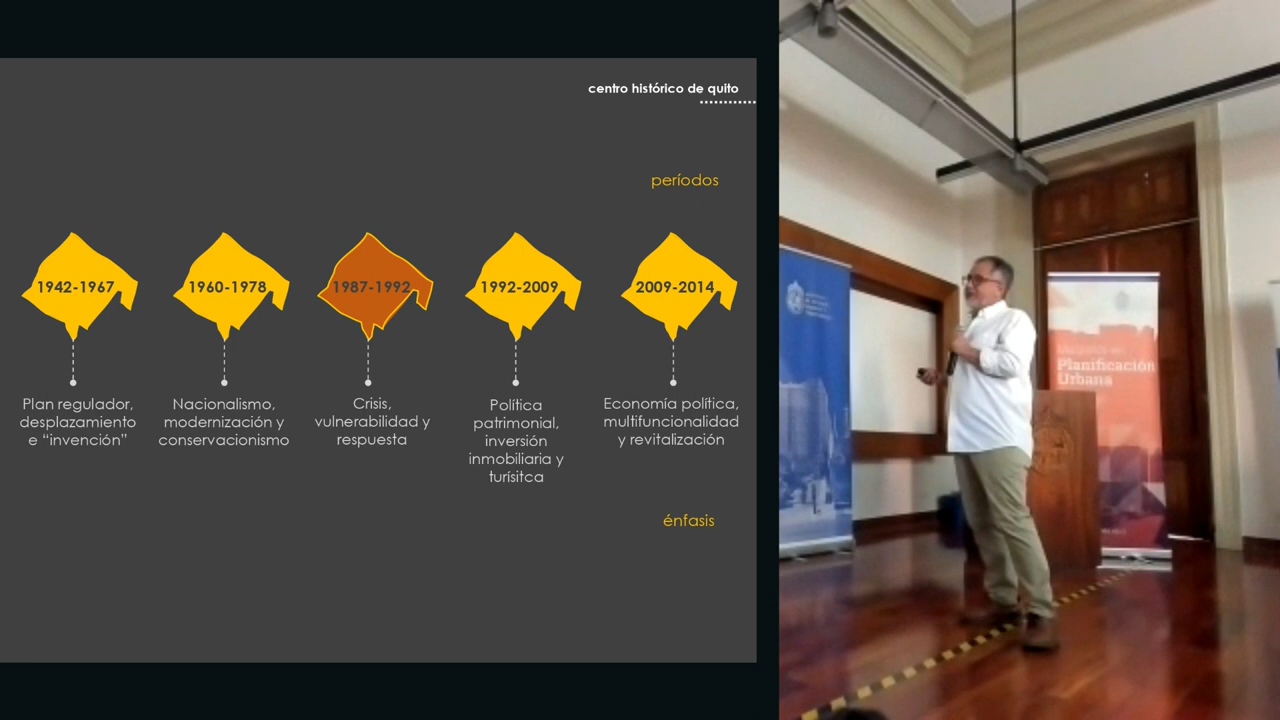 centro histórico de quito
períodos
1942-1967
1960-1978
1987-1992
1992-2009
2009-2014
Plan regulador,
desplazamiento
e “invención”
Nacionalismo,
modernización y
conservacionismo
Crisis,
vulnerabilidad y
respuesta
Política
patrimonial,
inversión
inmobiliaria y
turísitca
Economía política,
multifuncionalidad
y revitalización
énfasis
Planificación
Urbana